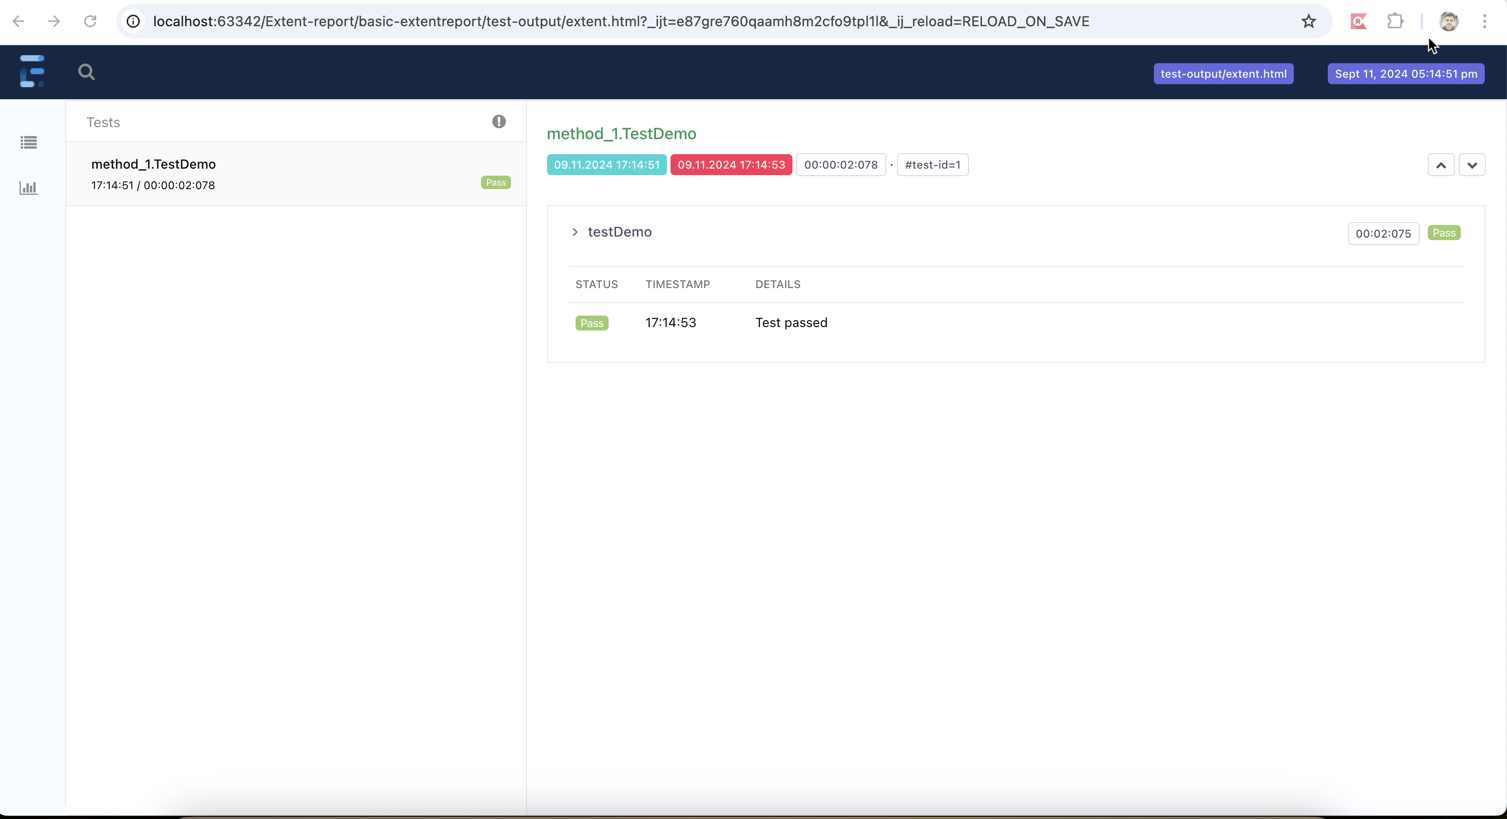 localhost:63342/Extent-report/basic-extentreport/test-output/extent.html?_ijt=e87gre760qaamh8m2cfo9tpl1l&_ij_reload=RELOAD_ON_SAVE
test-output/extent.html Sept 11, 2024 05:14:51 pm
Tests
method_1.TestDemo
17:14:51 / 00:00:02:078 Pass
method_1.TestDemo
09.11.2024 17:14:51 09.11.2024 17:14:53 00:00:02:078 · #test-id=1
testDemo 00:02:075 Pass
STATUS TIMESTAMP DETAILS
Pass 17:14:53 Test passed